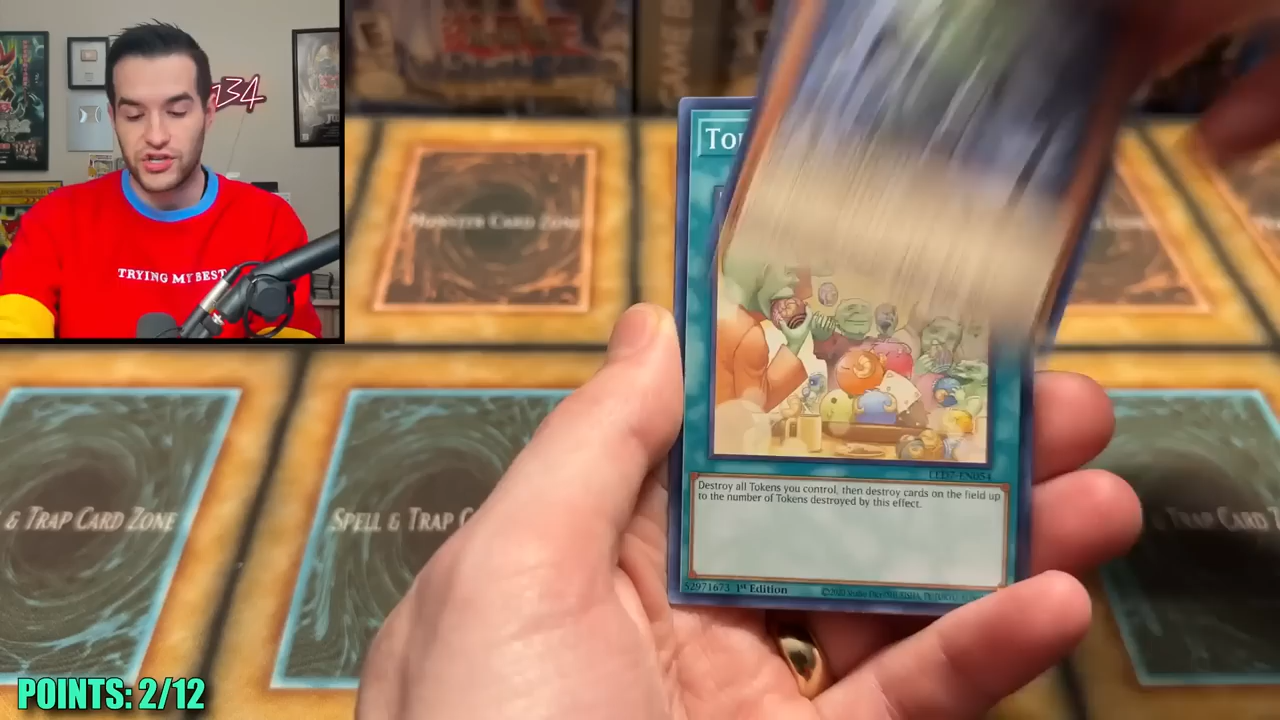 734
TRYING MY BEST
MONSTER CARD ZONE
To
LED7-EN054
Destroy all Tokens you control, then destroy cards on the field up
to the number of Tokens destroyed by this effect.
52971673 1st Edition
& TRAP CARD ZONE
SPELL & TRAP C
& TRAP CARD Z
POINTS: 2/12